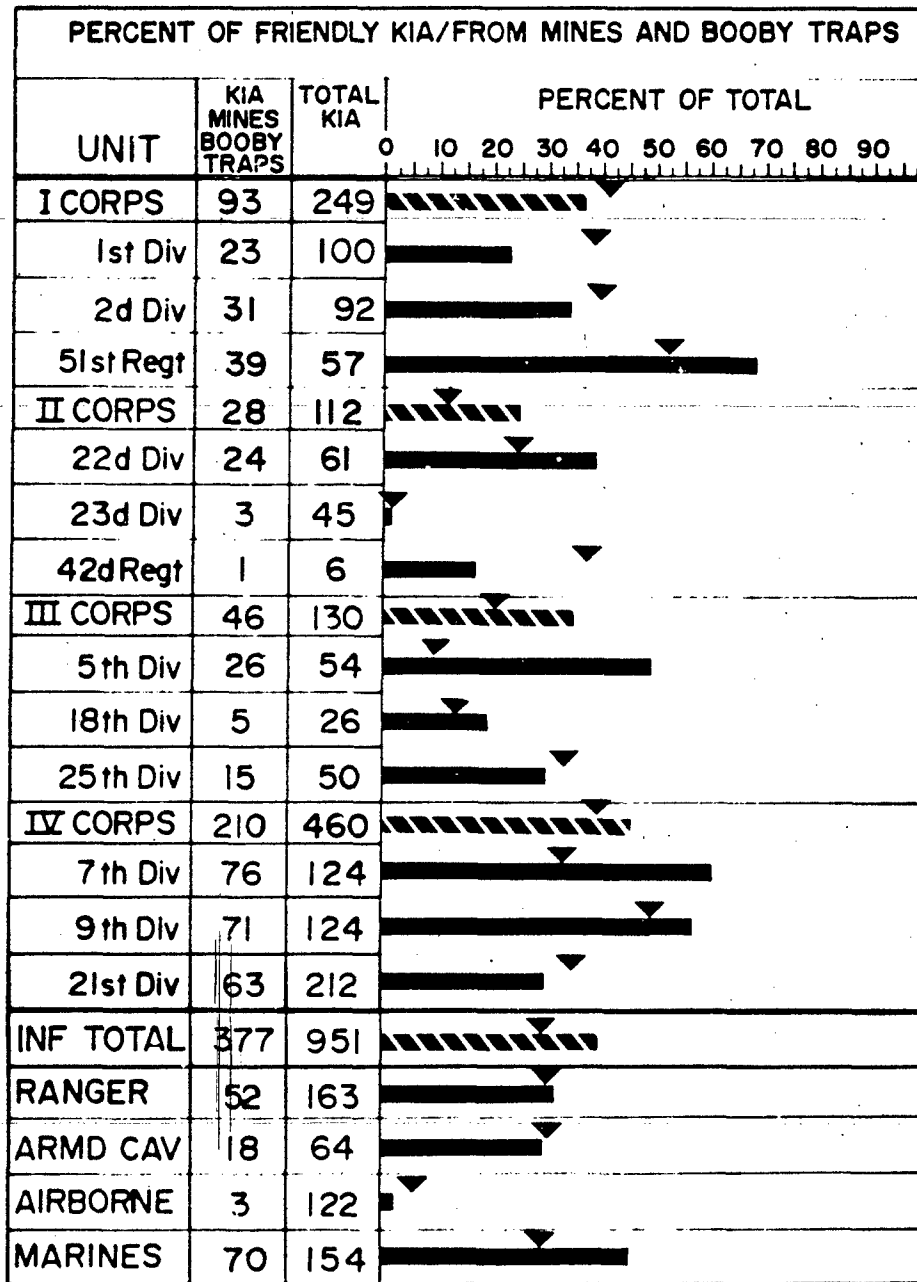 PERCENT OF FRIENDLY KIA/FROM MINES AND BOOBY TRAPS
UNIT
KIA
MINES
BOOBY
TRAPS
TOTAL
KIA
PERCENT OF TOTAL
0 10 20 30 40 50 60 70 80 90
I CORPS 93 249
1st Div 23 100
2d Div 31 92
51st Regt 39 57
II CORPS 28 112
22d Div 24 61
23d Div 3 45
42d Regt 1 6
III CORPS 46 130
5th Div 26 54
18th Div 5 26
25th Div 15 50
IV CORPS 210 460
7th Div 76 124
9th Div 71 124
21st Div 63 212
INF TOTAL 377 951
RANGER 52 163
ARMD CAV 18 64
AIRBORNE 3 122
MARINES 70 154